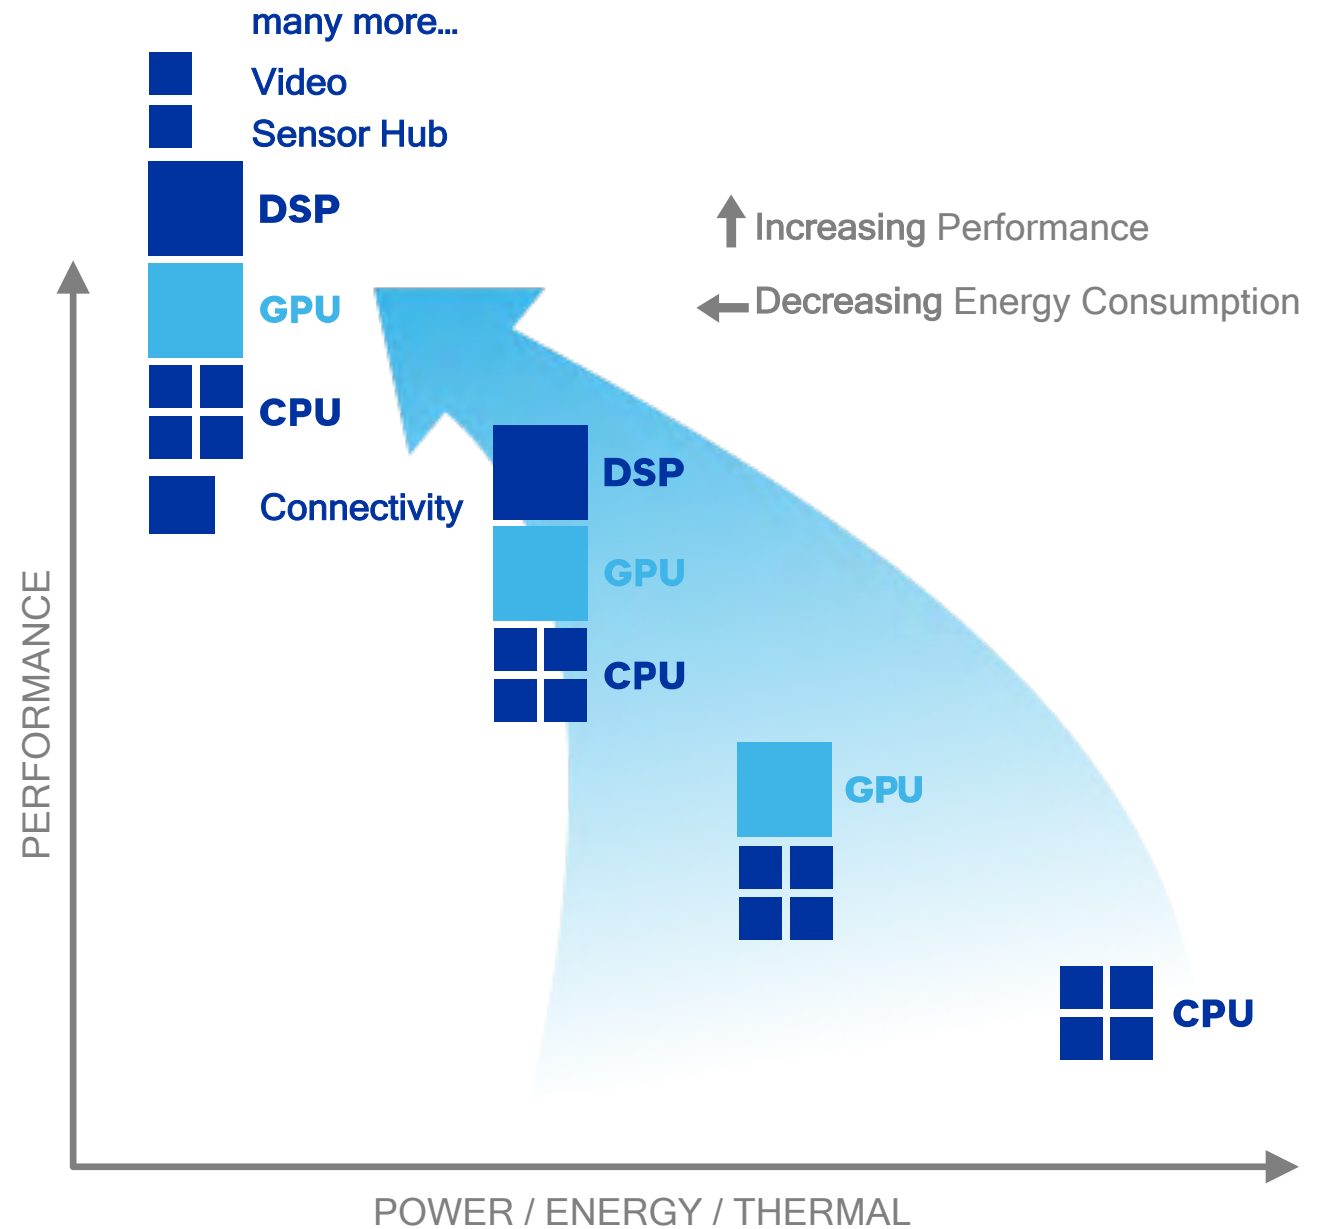 many more...
Video
Sensor Hub
DSP
GPU
CPU
Connectivity
Increasing Performance
Decreasing Energy Consumption
DSP
GPU
CPU
GPU
CPU
PERFORMANCE
POWER / ENERGY / THERMAL